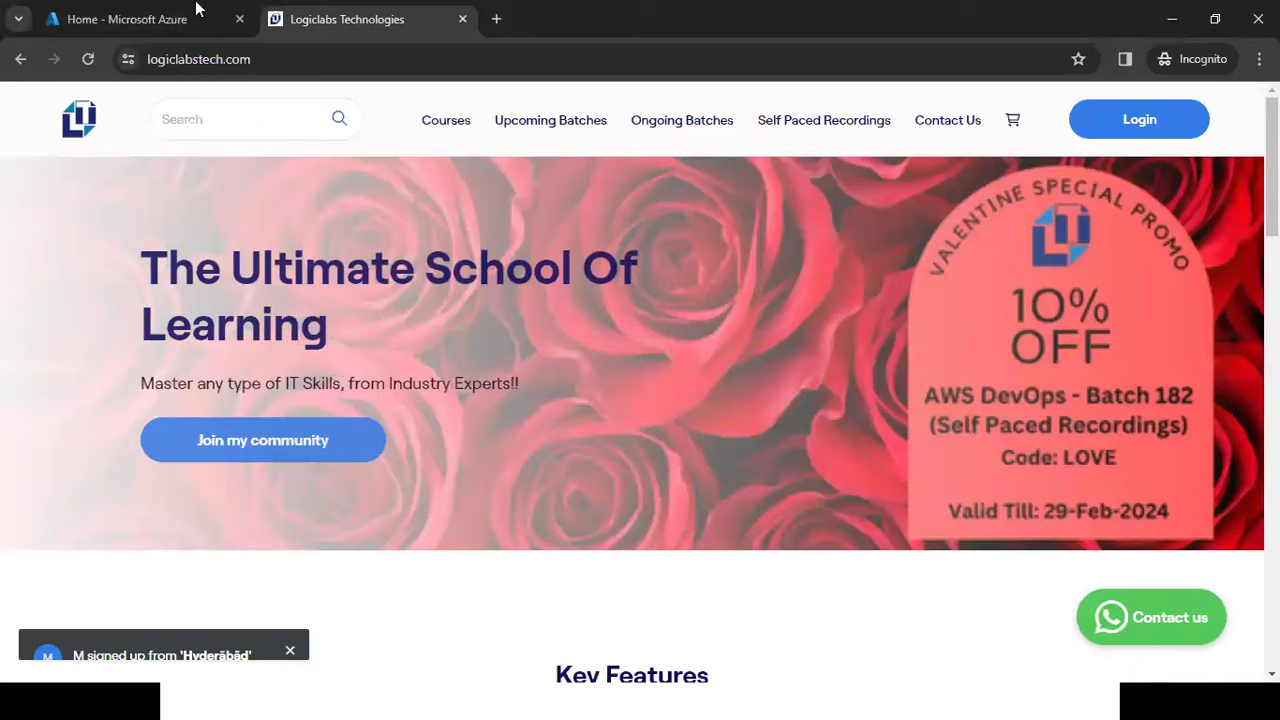 Home - Microsoft Azure
Logiclabs Technologies
logiclabstech.com
Incognito
Search
Courses
Upcoming Batches
Ongoing Batches
Self Paced Recordings
Contact Us
Login
The Ultimate School Of
Learning
Master any type of IT Skills, from Industry Experts!!
Join my community
VALENTINE SPECIAL PROMO
10%
OFF
AWS DevOps - Batch 182
(Self Paced Recordings)
Code: LOVE
Valid Till: 29-Feb-2024
Contact us
M
M signed up from 'Hyderābād'
Key Features